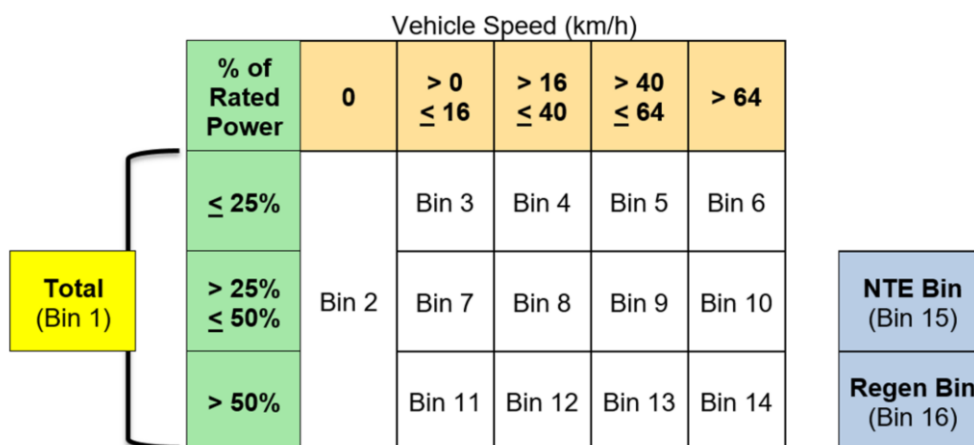 Vehicle Speed (km/h)
% of
Rated
Power
0
> 0
≤ 16
> 16
≤ 40
> 40
≤ 64
> 64
≤ 25%
Bin 3
Bin 4
Bin 5
Bin 6
Total
(Bin 1)
> 25%
≤ 50%
Bin 2
Bin 7
Bin 8
Bin 9
Bin 10
NTE Bin
(Bin 15)
> 50%
Bin 11
Bin 12
Bin 13
Bin 14
Regen Bin
(Bin 16)